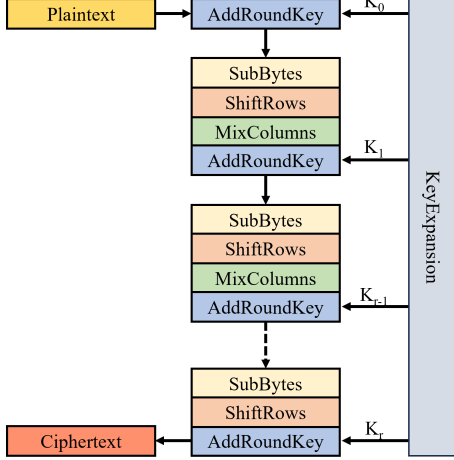 Plaintext
AddRoundKey
K0
SubBytes
ShiftRows
MixColumns
AddRoundKey
K1
KeyExpansion
SubBytes
ShiftRows
MixColumns
AddRoundKey
Kr-1
SubBytes
ShiftRows
Ciphertext
AddRoundKey
Kr